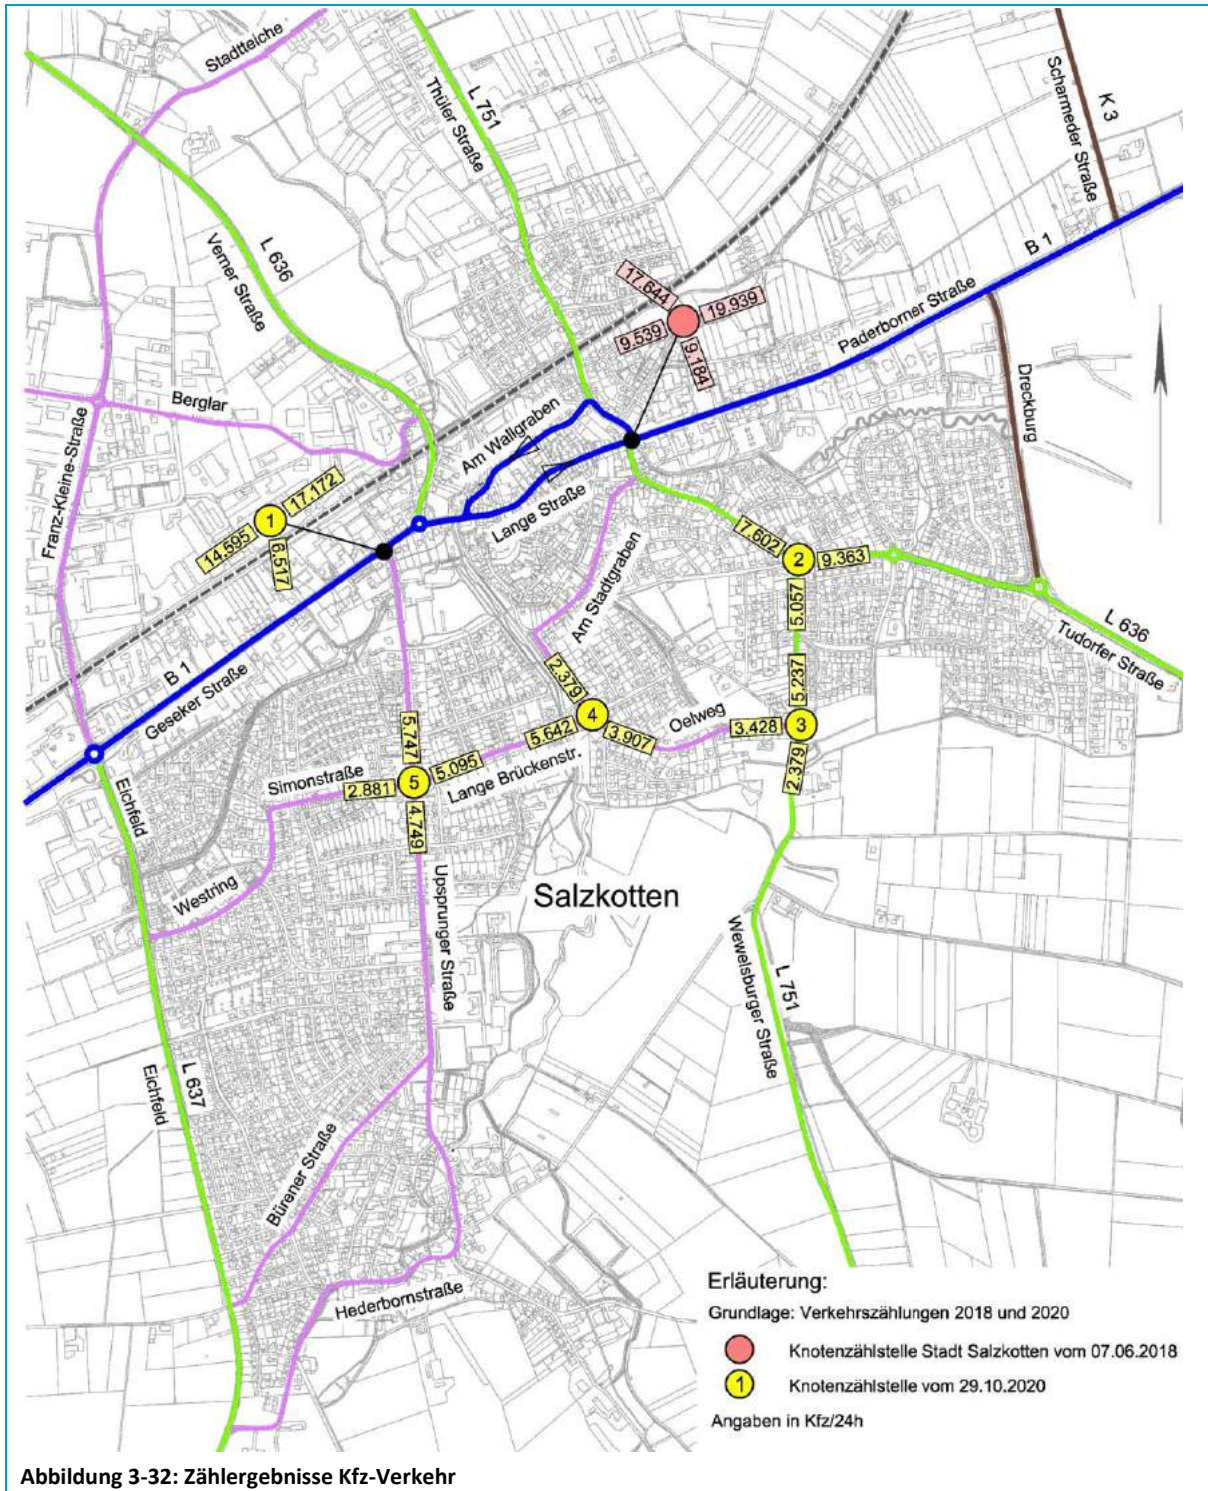 Stadtteiche
L 751
Thüler Straße
K 3
Scharmeder Straße
L 636
Verner Straße
B 1
17.644
19.939
9.539
9.184
Paderborner Straße
Dreckburg
Berglar
Am Wallgraben
Franz-Kleine-Straße
Lange Straße
1
17.172
14.595
6.517
7.602
2
9.363
5.057
Am Stadtgraben
L 636
Tudorfer Straße
B 1
Geseker Straße
2.379
5.237
4
Oelweg
3.428
3
5.642
3.907
5.747
2.379
Simonstraße
2.881
5
5.095
Lange Brückenstr.
4.749
Eichfeld
Westring
Upsprunger Straße
Salzkotten
Wewelsburger Straße
L 751
Eichfeld
L 637
Bürener Straße
Hederbornstraße
Erläuterung:
Grundlage: Verkehrszählungen 2018 und 2020
Knotenzählstelle Stadt Salzkotten vom 07.06.2018
1 Knotenzählstelle vom 29.10.2020
Angaben in Kfz/24h
Abbildung 3-32: Zählergebnisse Kfz-Verkehr